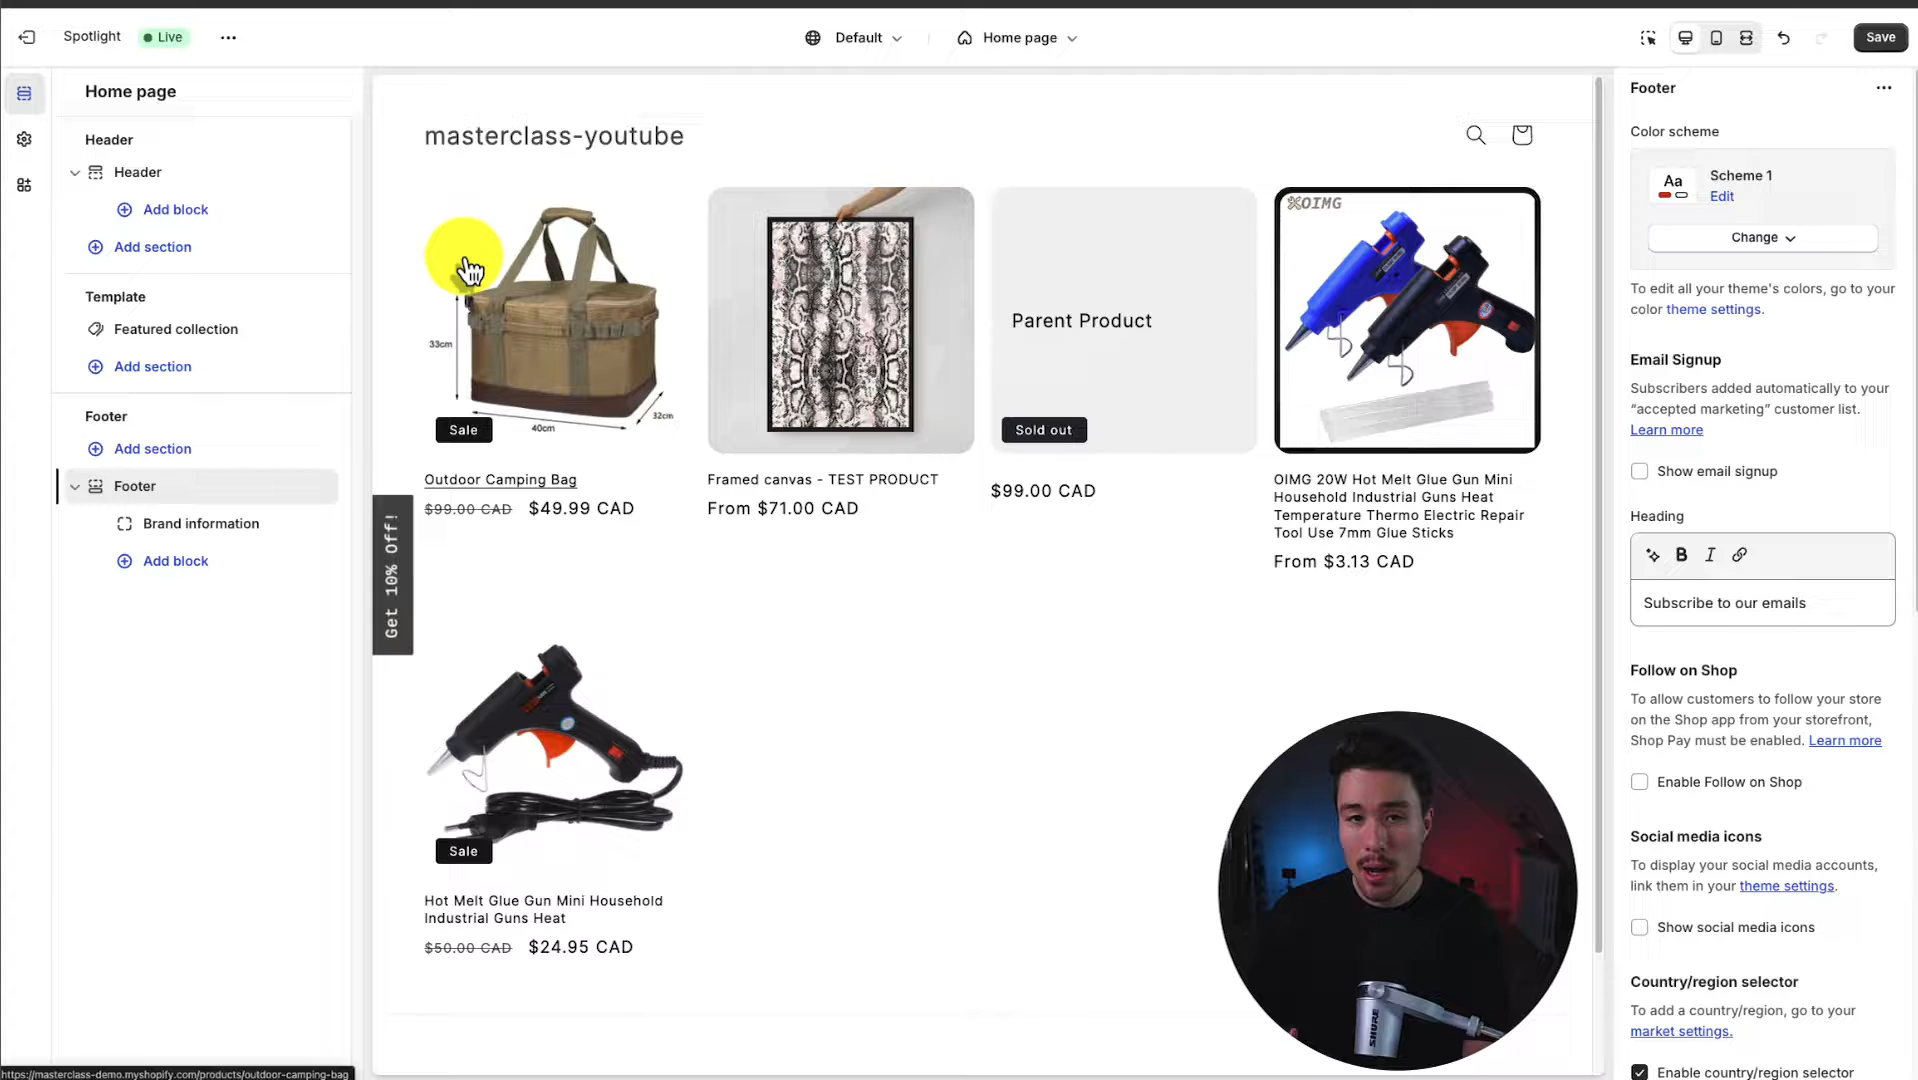 Spotlight
Live
Default
Home page
Save
Home page
Header
Header
Add block
Add section
Template
Featured collection
Add section
Footer
Add section
Footer
Brand information
Add block
masterclass-youtube
33cm
40cm
32cm
Sale
Outdoor Camping Bag
$99.00 CAD $49.99 CAD
Framed canvas - TEST PRODUCT
From $71.00 CAD
Parent Product
Sold out
$99.00 CAD
OIMG
OIMG 20W Hot Melt Glue Gun Mini
Household Industrial Guns Heat
Temperature Thermo Electric Repair
Tool Use 7mm Glue Sticks
From $3.13 CAD
Get 10% Off!
Sale
Hot Melt Glue Gun Mini Household
Industrial Guns Heat
$50.00 CAD $24.95 CAD
SHURE
Footer
Color scheme
Aa
Scheme 1
Edit
Change
To edit all your theme's colors, go to your
color theme settings.
Email Signup
Subscribers added automatically to your
“accepted marketing” customer list.
Learn more
Show email signup
Heading
B I
Subscribe to our emails
Follow on Shop
To allow customers to follow your store
on the Shop app from your storefront,
Shop Pay must be enabled. Learn more
Enable Follow on Shop
Social media icons
To display your social media accounts,
link them in your theme settings.
Show social media icons
Country/region selector
To add a country/region, go to your
market settings.
Enable country/region selector
https://masterclass-demo.myshopify.com/products/outdoor-camping-bag